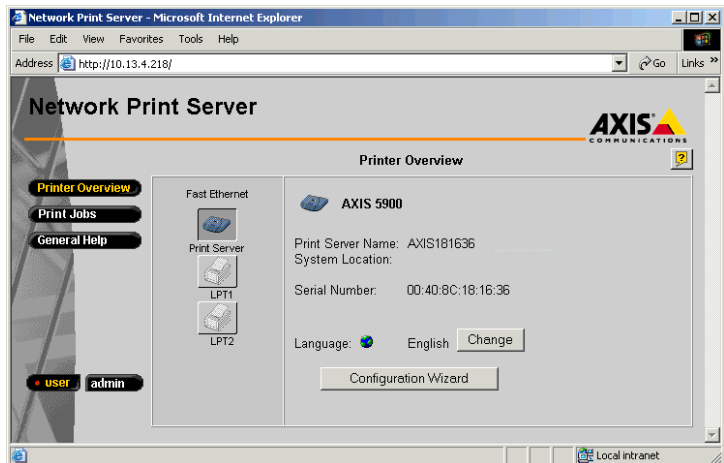 Network Print Server - Microsoft Internet Explorer
File Edit View Favorites Tools Help
Address http://10.13.4.218/ Go Links »
Network Print Server
AXIS
COMMUNICATIONS
Printer Overview
?
Printer Overview
Print Jobs
General Help
user admin
Fast Ethernet
Print Server
LPT1
LPT2
AXIS 5900
Print Server Name: AXIS181636
System Location:
Serial Number: 00:40:8C:18:16:36
Language: English Change
Configuration Wizard
Local intranet